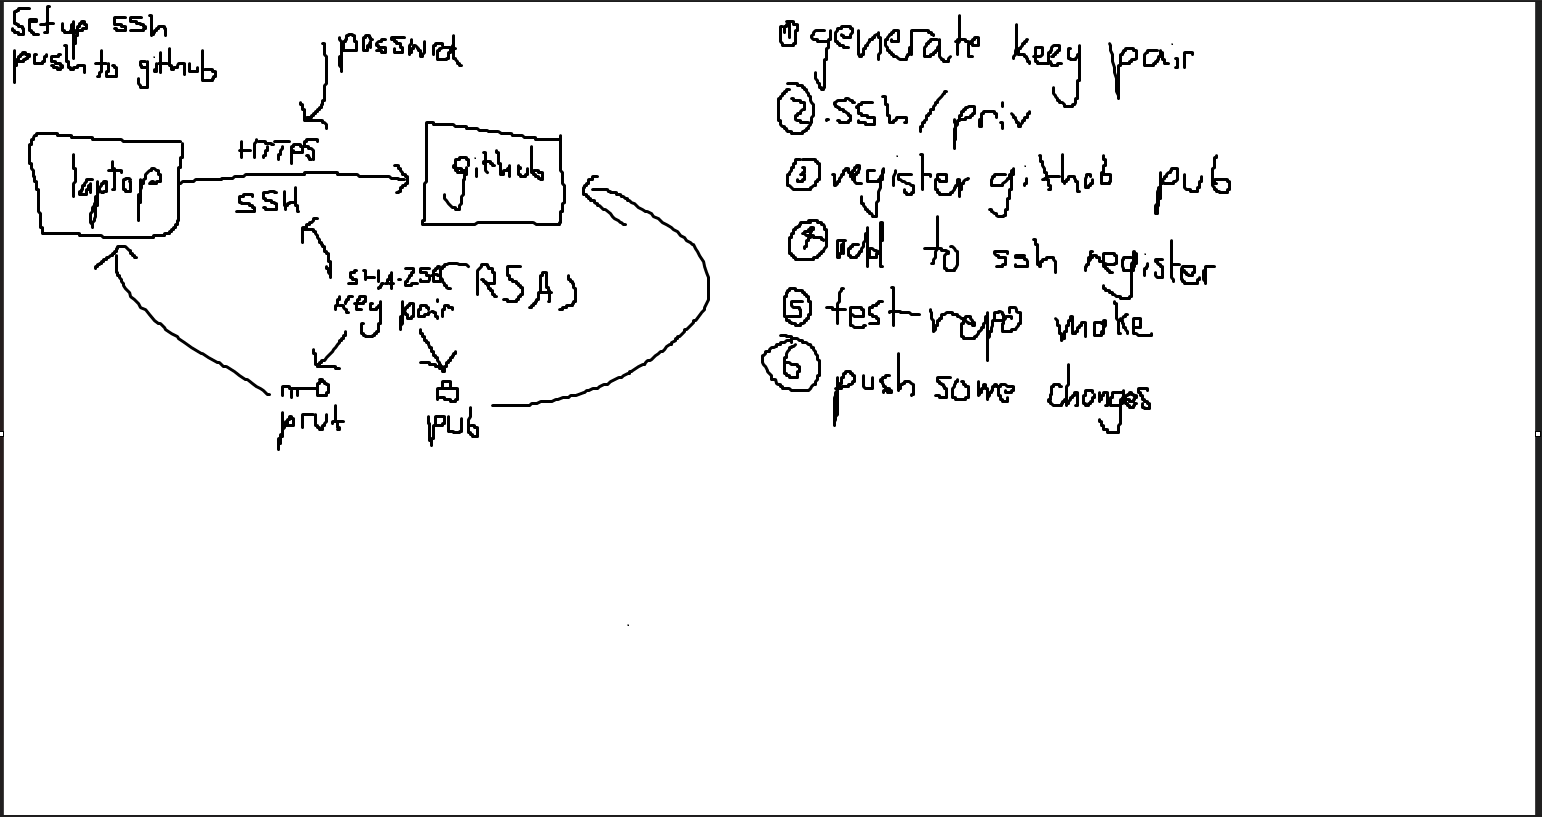 Setup ssh
push to github
passwd
HTTPS
laptop
github
SSH
SHA-256 (RSA)
key pair
prvt
pub
① generate keey pair
② .ssh/priv
③ register github pub
④ add to ssh register
⑤ test-repo make
⑥ push some changes